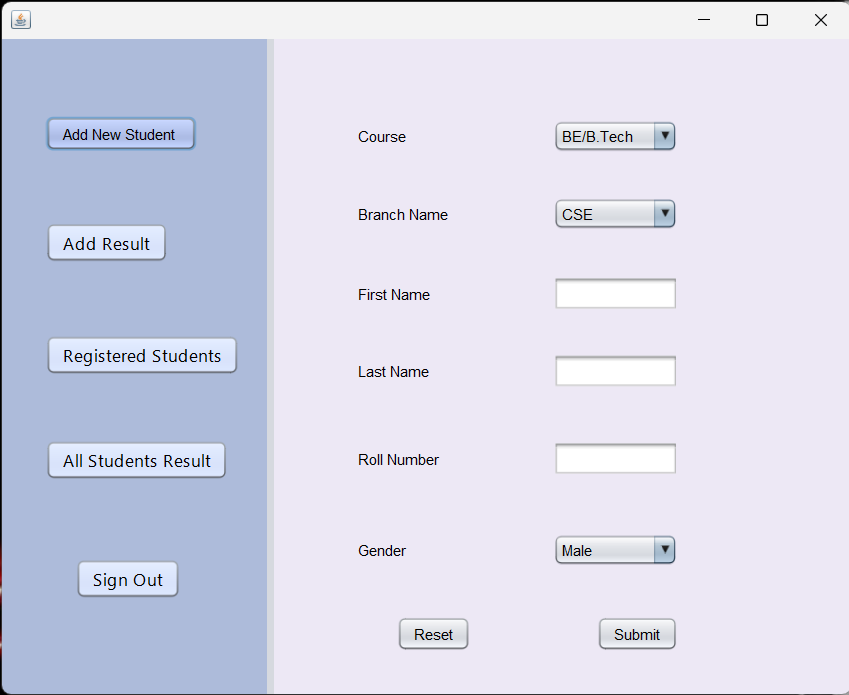 Add New Student
Add Result
Registered Students
All Students Result
Sign Out
Course
BE/B.Tech
Branch Name
CSE
First Name
Last Name
Roll Number
Gender
Male
Reset
Submit